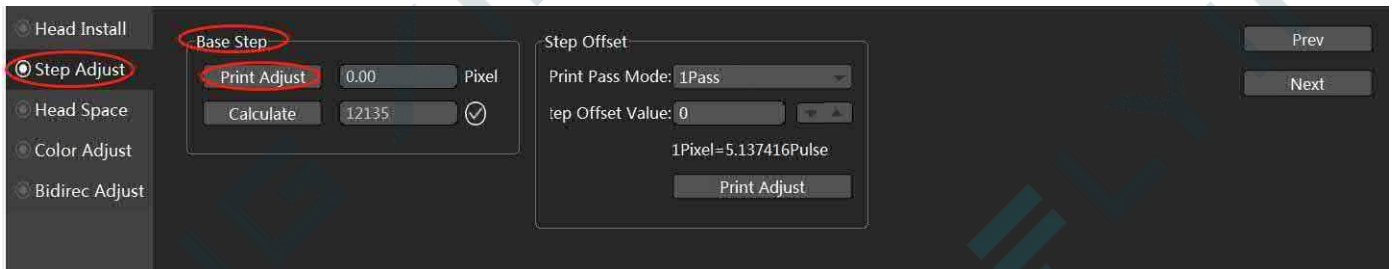 Head Install
Step Adjust
Head Space
Color Adjust
Bidirec Adjust
Base Step
Print Adjust 0.00 Pixel
Calculate 12135
Step Offset
Print Pass Mode: 1Pass
tep Offset Value: 0
1Pixel=5.137416Pulse
Print Adjust
Prev
Next